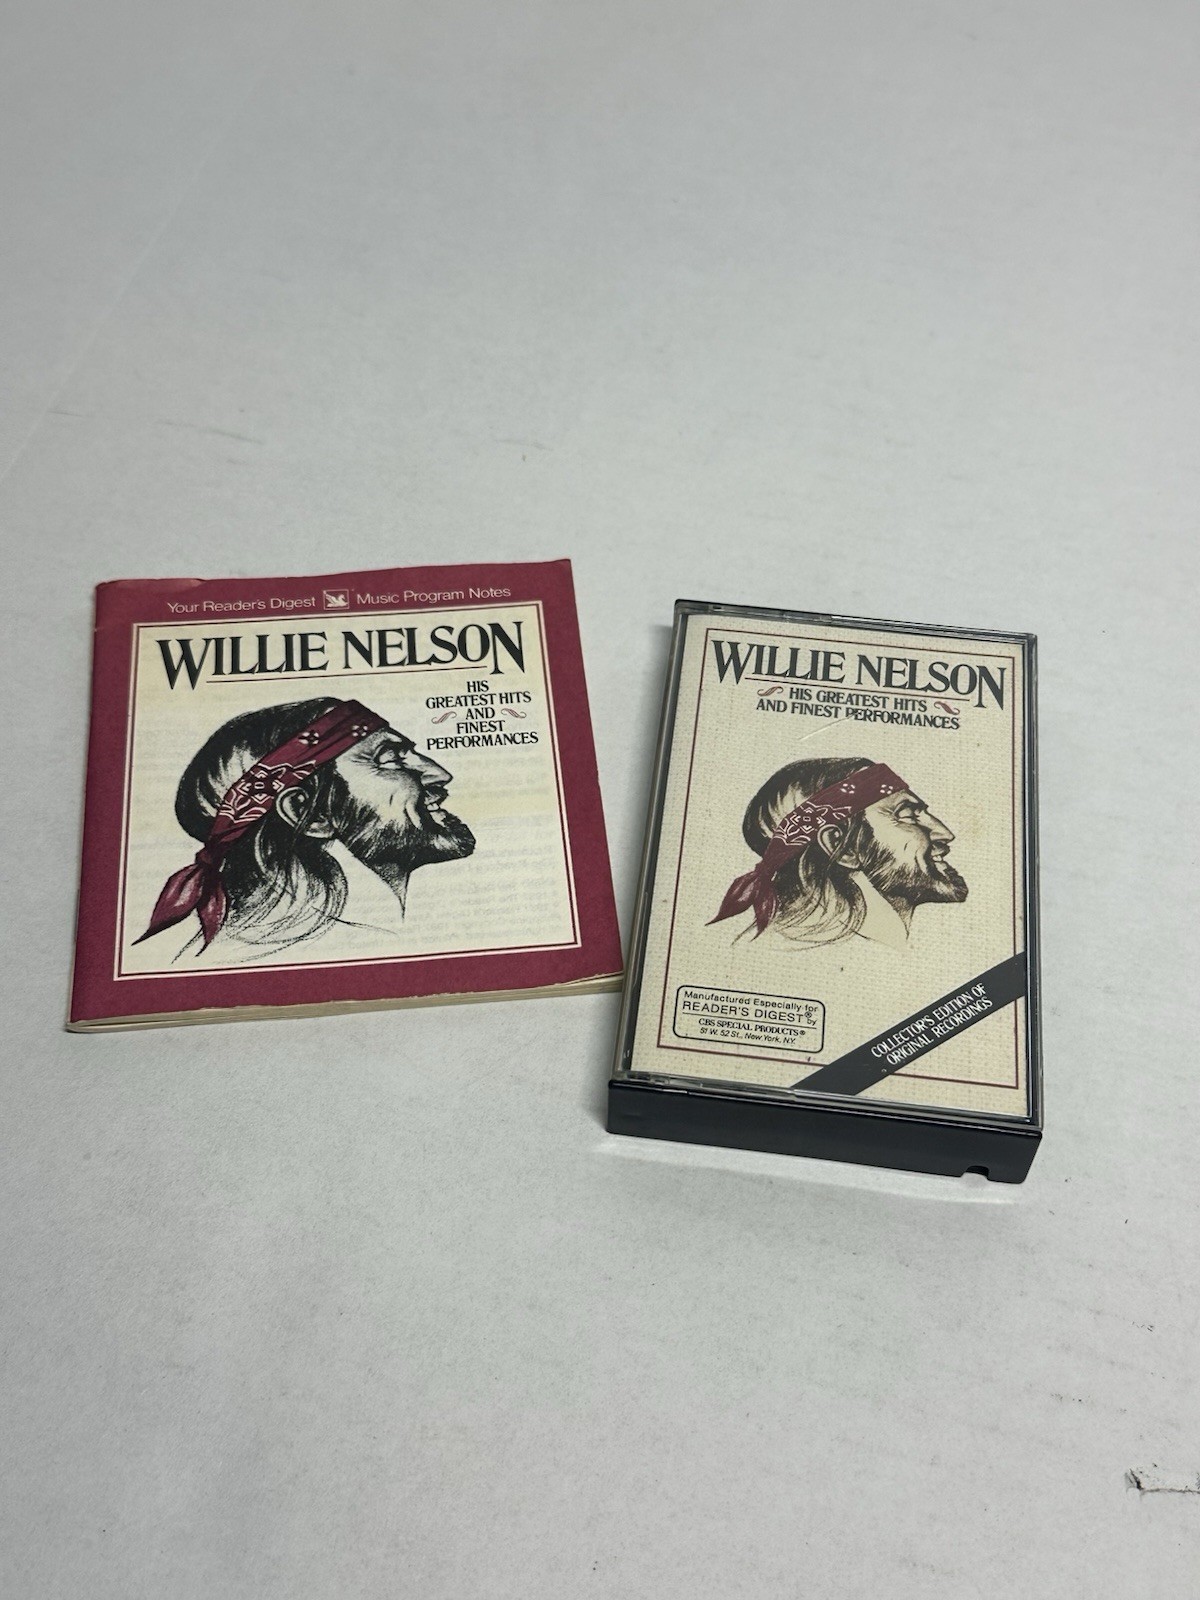 Your Reader's Digest Music Program Notes
WILLIE NELSON
HIS
GREATEST HITS
AND
FINEST
PERFORMANCES
WILLIE NELSON
HIS GREATEST HITS
AND FINEST PERFORMANCES
Manufactured Especially for
READER'S DIGEST® by
CBS SPECIAL PRODUCTS®
51 W. 52 St., New York, N.Y.
COLLECTOR'S EDITION OF
ORIGINAL RECORDINGS